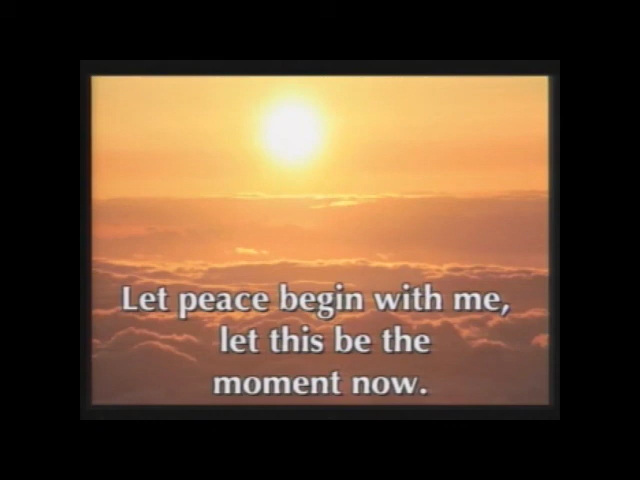 Let peace begin with me,
let this be the
moment now.